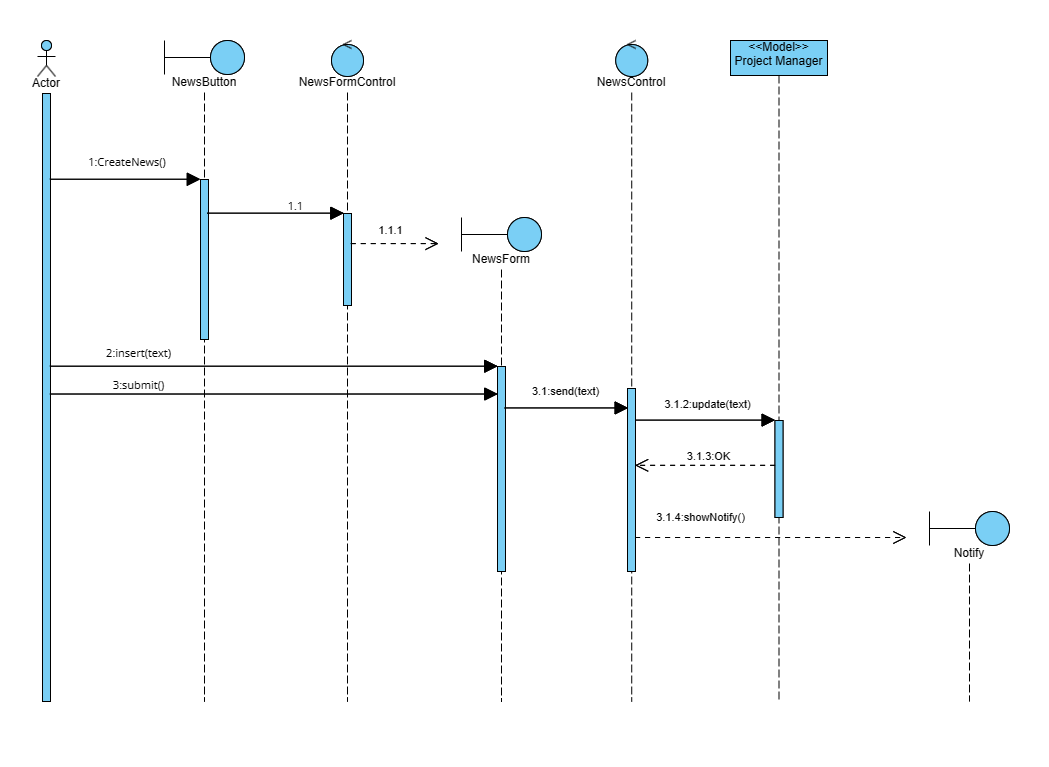 <<Model>>
Project Manager
Actor
NewsButton
NewsFormControl
NewsControl
1:CreateNews()
1.1
1.1.1
NewsForm
2:insert(text)
3:submit()
3.1:send(text)
3.1.2:update(text)
3.1.3:OK
3.1.4:showNotify()
Notify